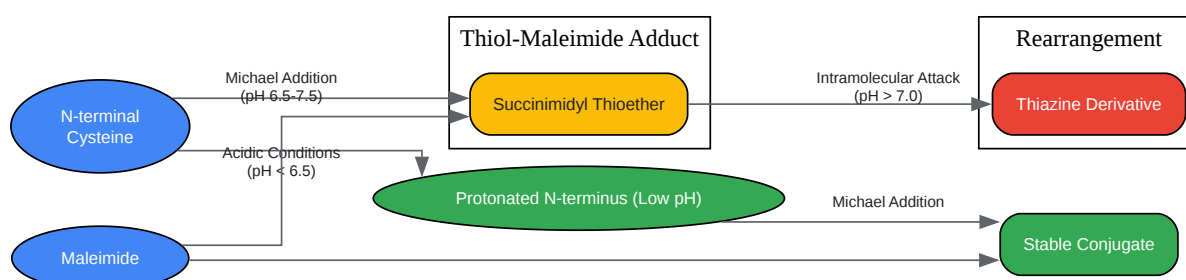 Thiol-Maleimide Adduct
Rearrangement
Michael Addition
(pH 6.5-7.5)
Intramolecular Attack
(pH > 7.0)
N-terminal
Cysteine
Succinimidyl Thioether
Thiazine Derivative
Acidic Conditions
(pH < 6.5)
Protonated N-terminus (Low pH)
Michael Addition
Maleimide
Stable Conjugate